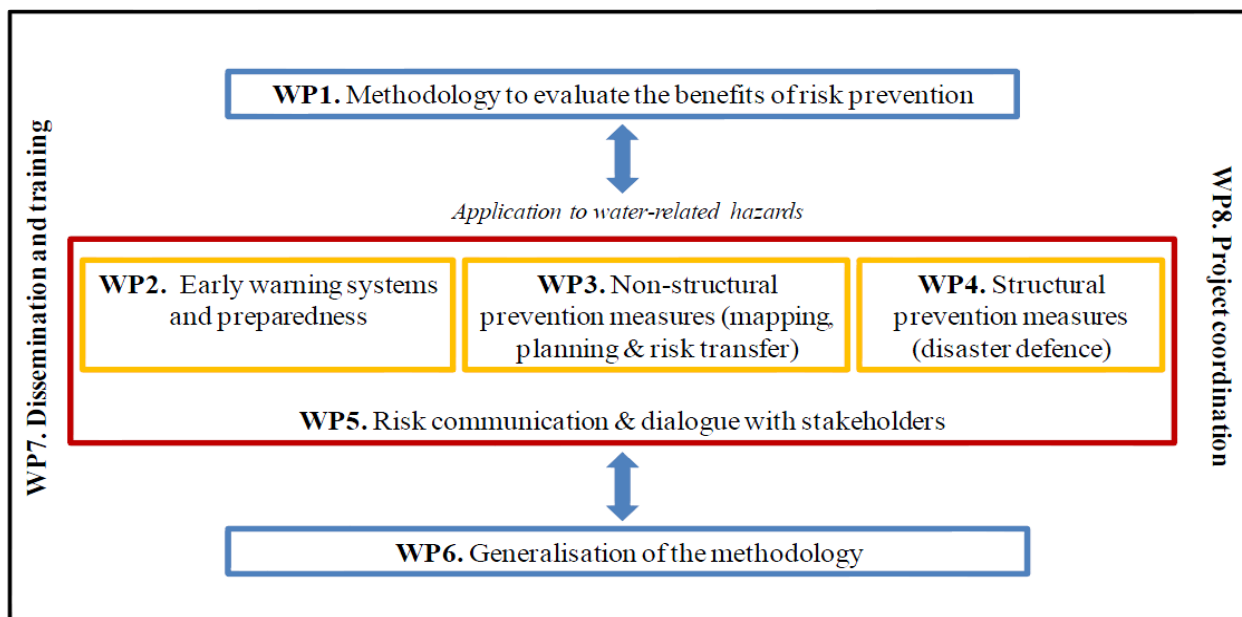 WP1. Methodology to evaluate the benefits of risk prevention
WP7. Dissemination and training
WP8. Project coordination
Application to water-related hazards
WP2. Early warning systems
and preparedness
WP3. Non-structural
prevention measures (mapping,
planning & risk transfer)
WP4. Structural
prevention measures
(disaster defence)
WP5. Risk communication & dialogue with stakeholders
WP6. Generalisation of the methodology